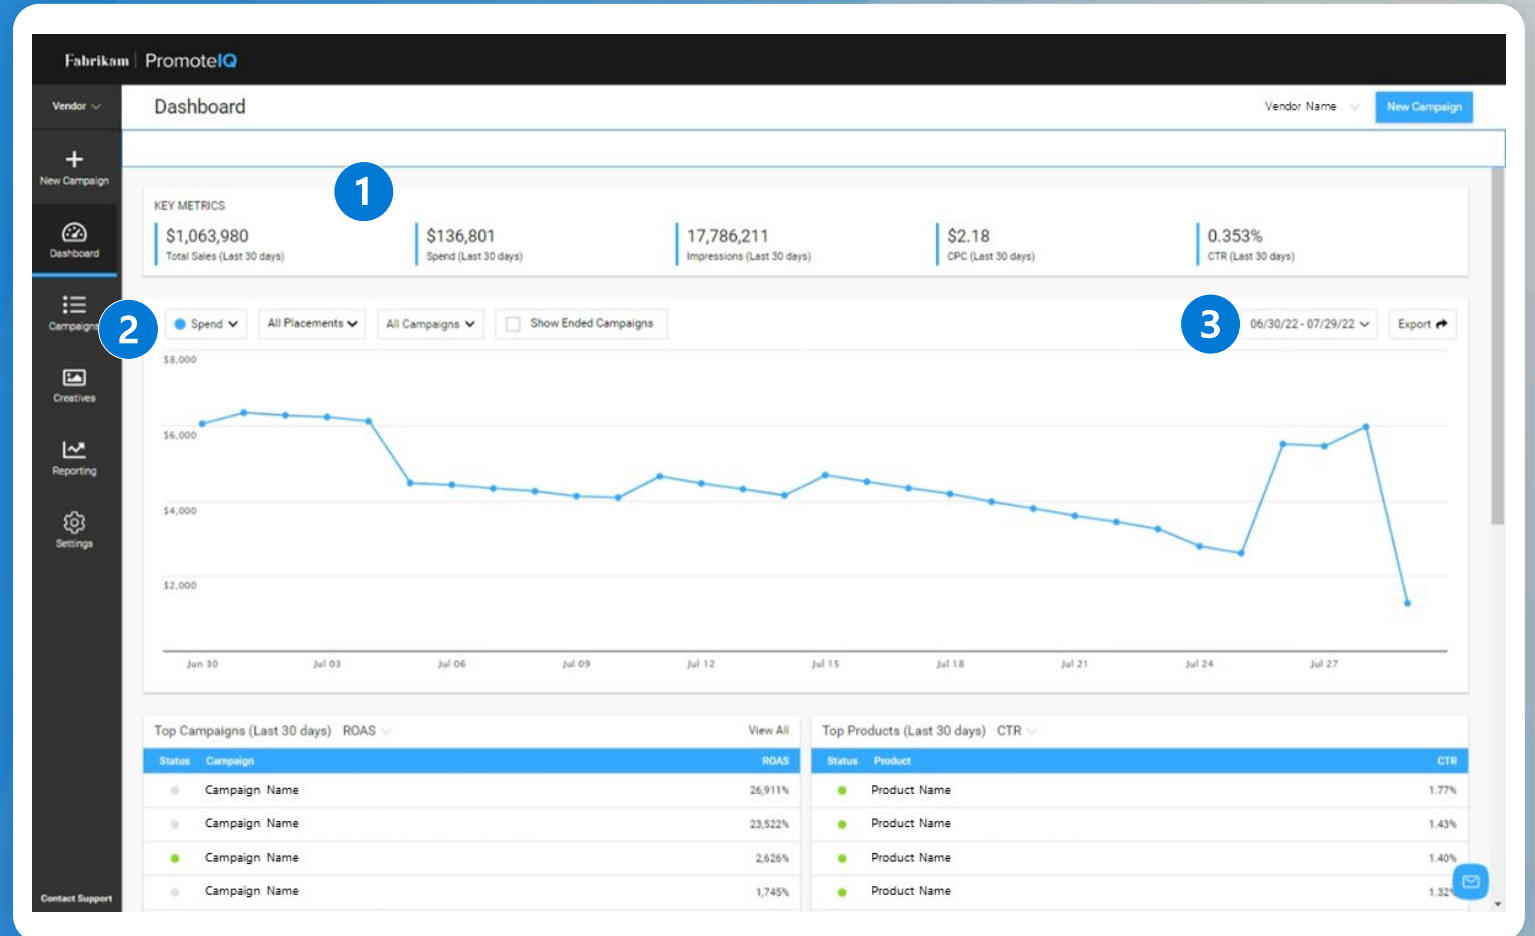 Fabrikam | PromoteIQ
Vendor
Dashboard
Vendor Name
New Campaign
New Campaign
Dashboard
Campaigns
Creatives
Reporting
Settings
Contact Support
1
KEY METRICS
$1,063,980
Total Sales (Last 30 days)
$136,801
Spend (Last 30 days)
17,786,211
Impressions (Last 30 days)
$2.18
CPC (Last 30 days)
0.353%
CTR (Last 30 days)
2
Spend
All Placements
All Campaigns
Show Ended Campaigns
3
06/30/22 - 07/29/22
Export
$8,000
$6,000
$4,000
$2,000
Jun 30 Jul 03 Jul 06 Jul 09 Jul 12 Jul 15 Jul 18 Jul 21 Jul 24 Jul 27
Top Campaigns (Last 30 days) ROAS View All
Status Campaign ROAS
Campaign Name 26,911%
Campaign Name 23,522%
Campaign Name 2,626%
Campaign Name 1,745%
Top Products (Last 30 days) CTR
Status Product CTR
Product Name 1.77%
Product Name 1.43%
Product Name 1.40%
Product Name 1.32